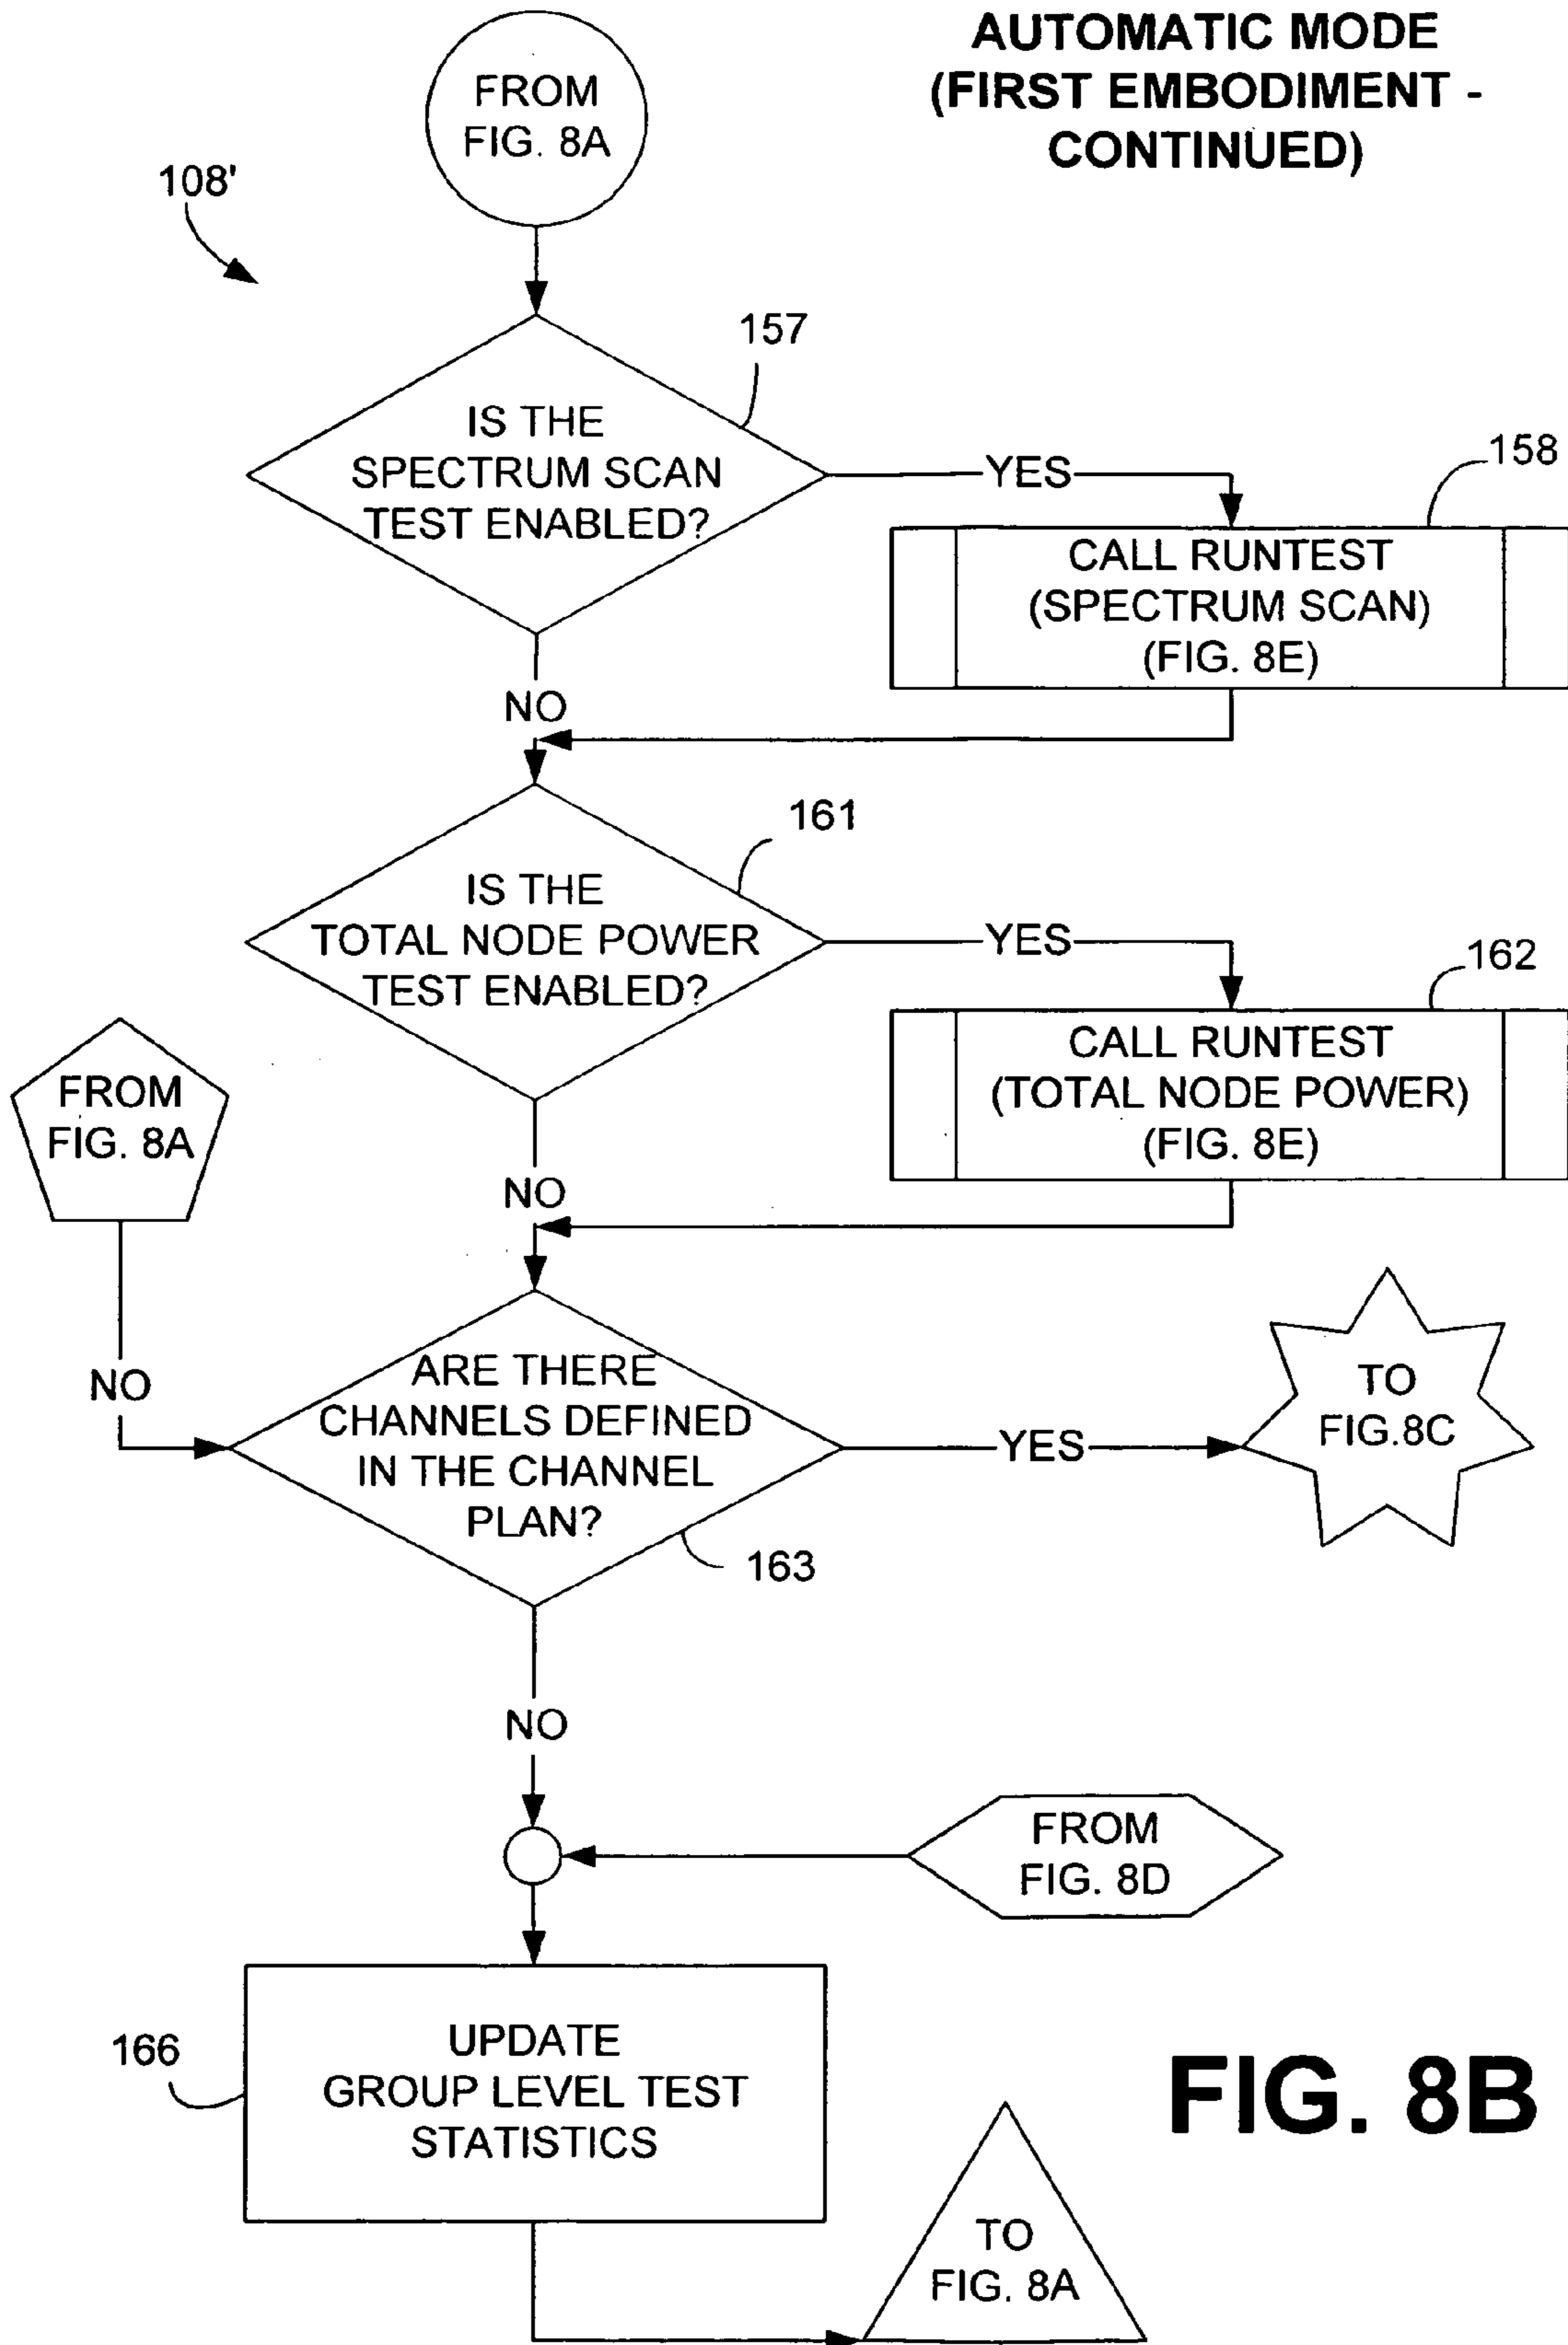 AUTOMATIC MODE
(FIRST EMBODIMENT -
CONTINUED)
FROM
FIG. 8A
108'
157
IS THE
SPECTRUM SCAN
TEST ENABLED?
YES
158
CALL RUNTEST
(SPECTRUM SCAN)
(FIG. 8E)
NO
161
IS THE
TOTAL NODE POWER
TEST ENABLED?
YES
162
CALL RUNTEST
(TOTAL NODE POWER)
(FIG. 8E)
FROM
FIG. 8A
NO
NO
ARE THERE
CHANNELS DEFINED
IN THE CHANNEL
PLAN?
YES
TO
FIG.8C
163
NO
FROM
FIG. 8D
166
UPDATE
GROUP LEVEL TEST
STATISTICS
TO
FIG. 8A
FIG. 8B